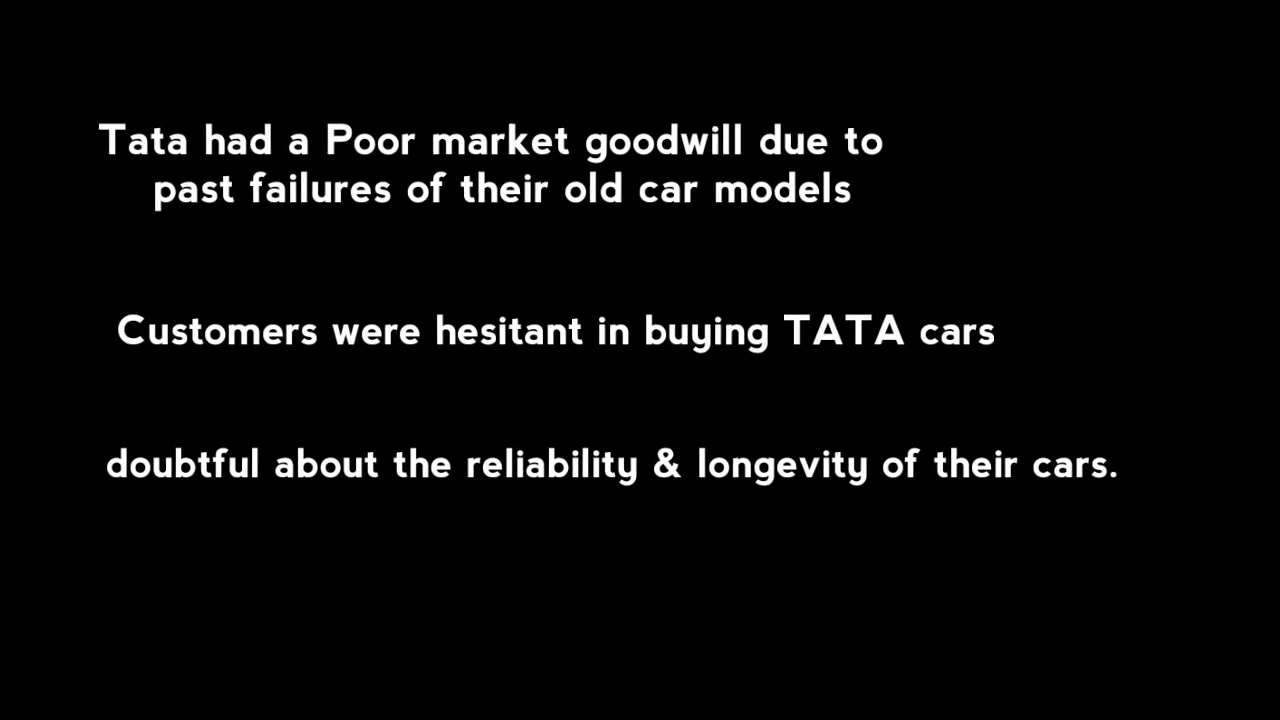 Tata had a Poor market goodwill due to
past failures of their old car models
Customers were hesitant in buying TATA cars
doubtful about the reliability & longevity of their cars.